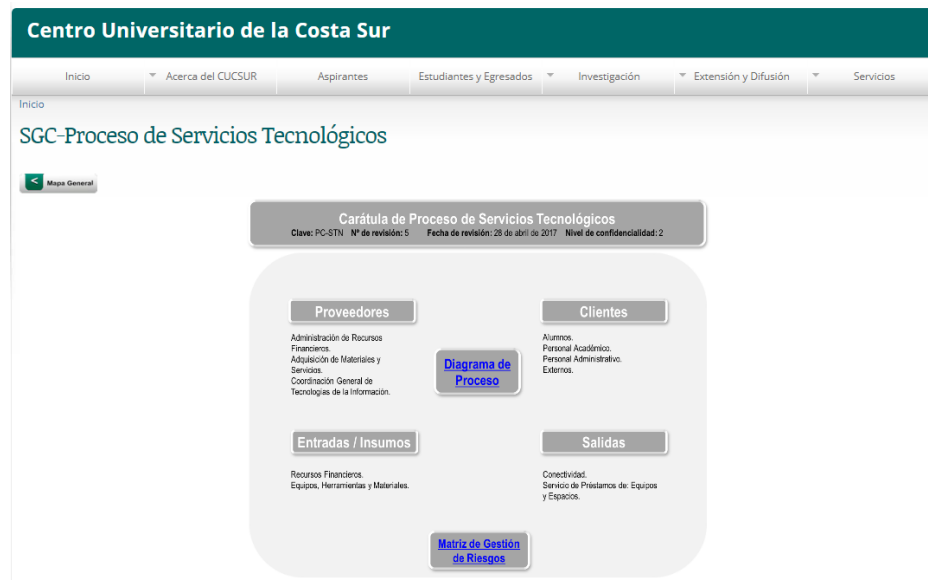 Centro Universitario de la Costa Sur
Inicio Acerca del CUCSUR Aspirantes Estudiantes y Egresados Investigación Extensión y Difusión Servicios
Inicio
SGC-Proceso de Servicios Tecnológicos
< Mapa General
Carátula de Proceso de Servicios Tecnológicos
Clave: PC-STN Nº de revisión: 5 Fecha de revisión: 28 de abril de 2017 Nivel de confidencialidad: 2
Proveedores
Administración de Recursos
Financieros.
Adquisición de Materiales y
Servicios.
Coordinación General de
Tecnologías de la Información.
Clientes
Alumnos.
Personal Académico.
Personal Administrativo.
Externos.
Diagrama de
Proceso
Entradas / Insumos
Recursos Financieros.
Equipos, Herramientas y Materiales.
Salidas
Conectividad.
Servicio de Préstamos de: Equipos
y Espacios.
Matriz de Gestión
de Riesgos